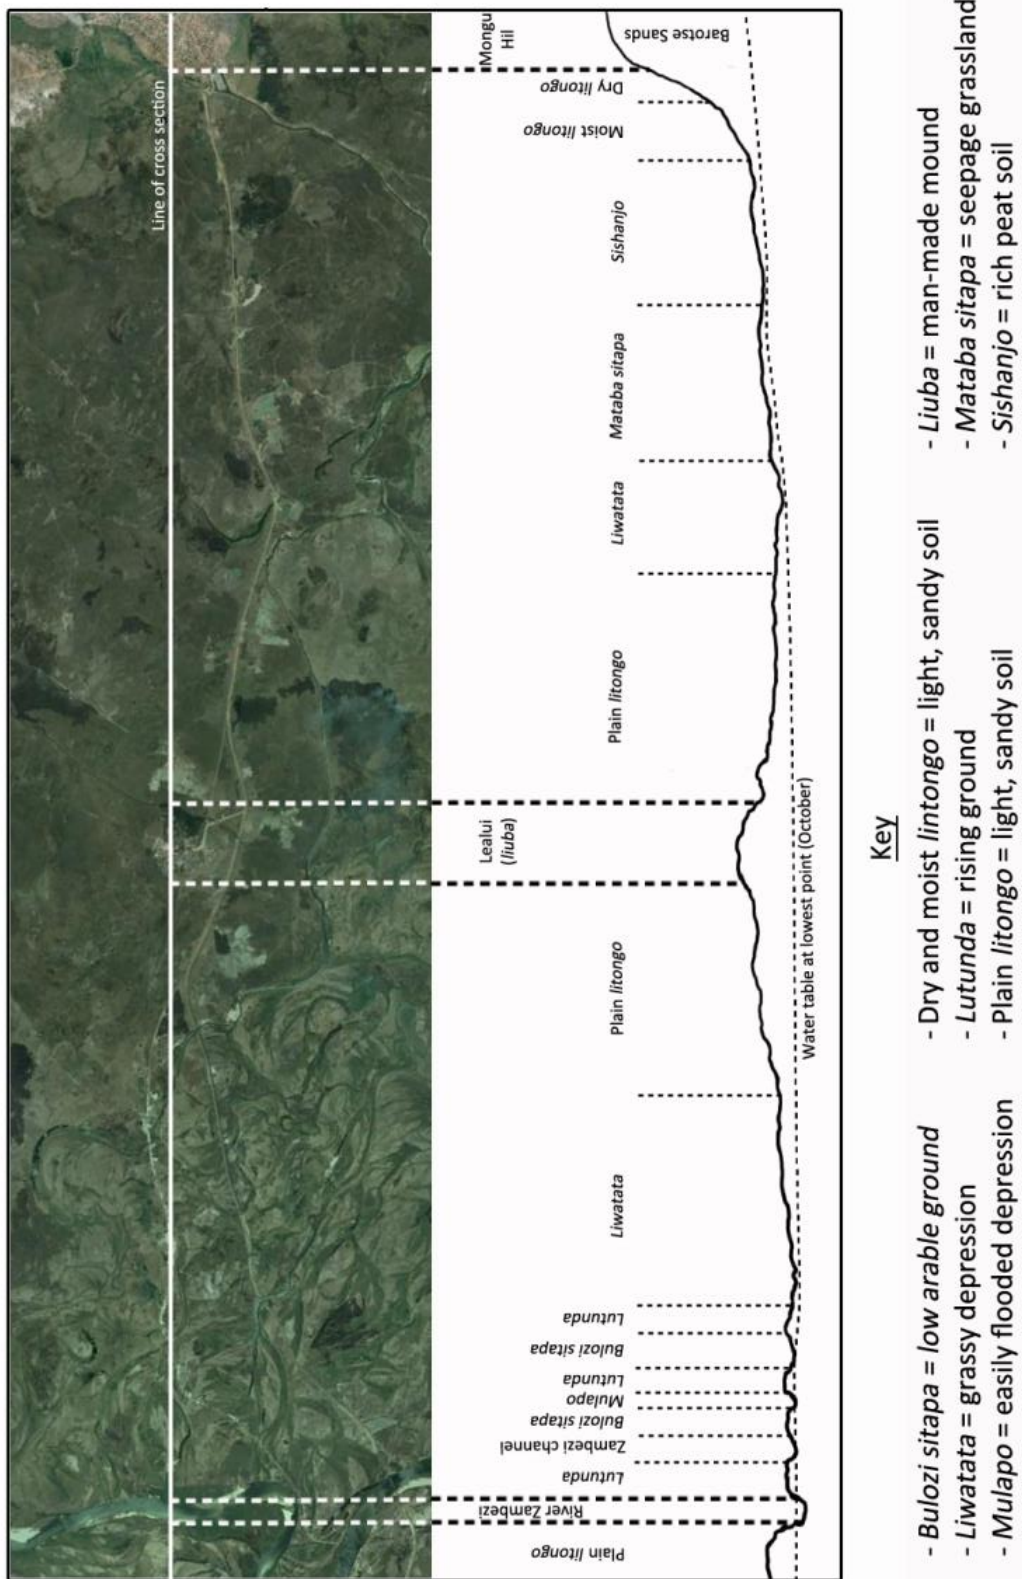 Line of cross section
Mongu
Hil
Lealui
(liuba)
River Zambezi
Plain litongo
Lutunda
Zambezi channel
Bulozi sitapa
Mulapo
Lutunda
Bulozi sitapa
Lutunda
Liwatata
Plain litongo
Plain litongo
Liwatata
Mataba sitapa
Sishanjo
Moist litongo
Dry litongo
Barotse Sands
Water table at lowest point (October)
Key
- Bulozi sitapa = low arable ground
- Liwatata = grassy depression
- Mulapo = easily flooded depression
- Dry and moist lintongo = light, sandy soil
- Lutunda = rising ground
- Plain litongo = light, sandy soil
- Liuba = man-made mound
- Mataba sitapa = seepage grassland
- Sishanjo = rich peat soil